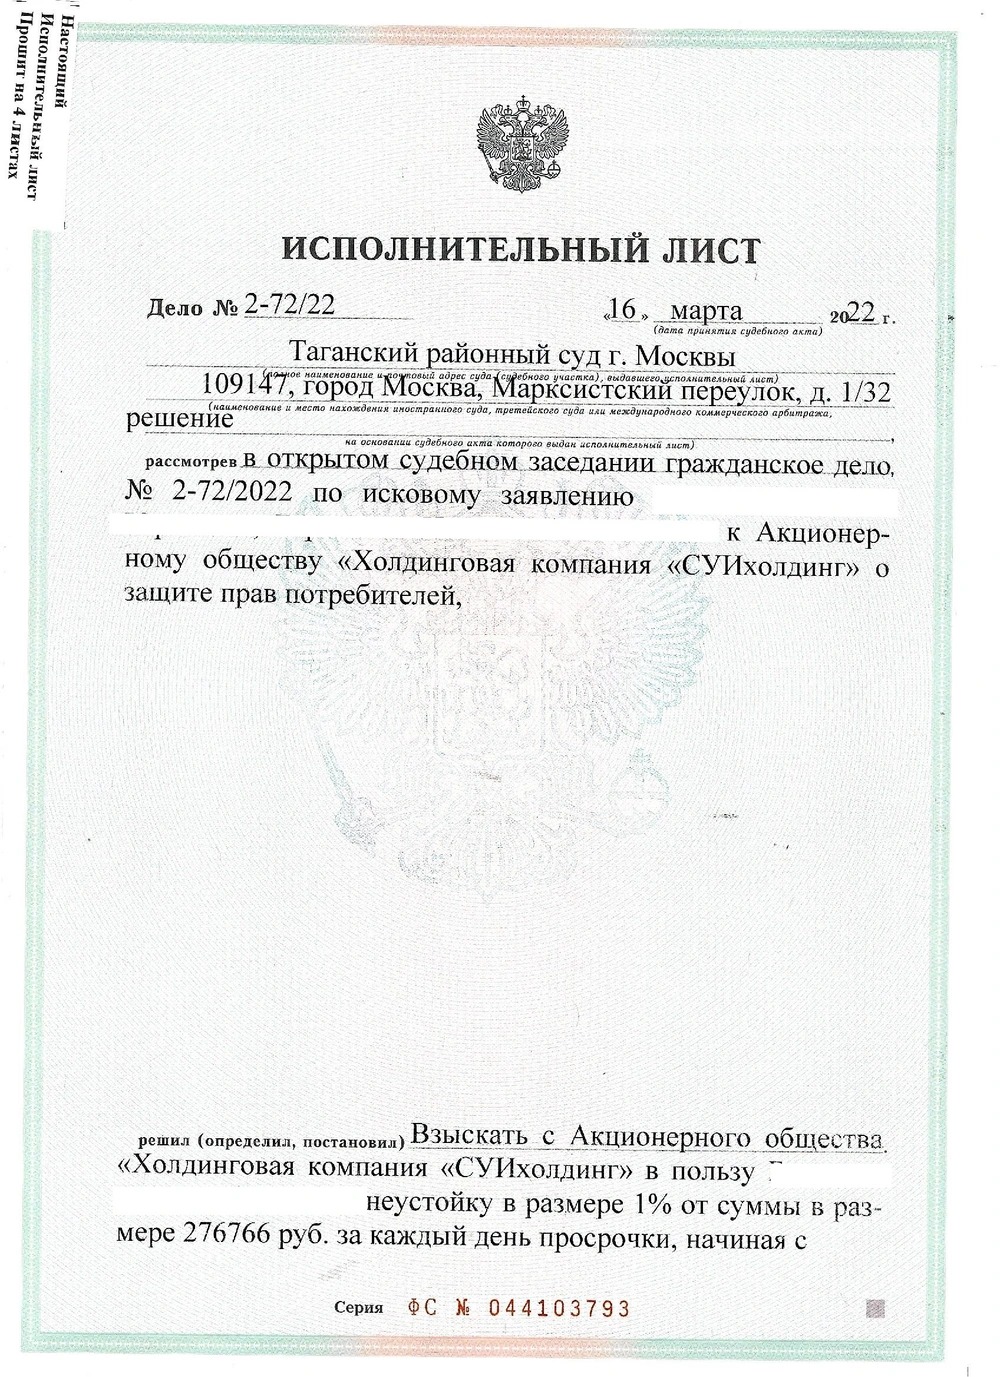 Настоящий
Исполнительный лист
Прошит на 4 листах
ИСПОЛНИТЕЛЬНЫЙ ЛИСТ
Дело № 2-72/22 «16» марта 2022 г.
(дата принятия судебного акта)
Таганский районный суд г. Москвы
(полное наименование и почтовый адрес суда (судебного участка), выдавшего исполнительный лист)
109147, город Москва, Марксистский переулок, д. 1/32
(наименование и место нахождения иностранного суда, третейского суда или международного коммерческого арбитража,
решение ,
на основании судебного акта которого выдан исполнительный лист)
рассмотрев в открытом судебном заседании гражданское дело,
№ 2-72/2022 по исковому заявлению
к Акционер-
ному обществу «Холдинговая компания «СУИхолдинг» о
защите прав потребителей,
решил (определил, постановил) Взыскать с Акционерного общества
«Холдинговая компания «СУИхолдинг» в пользу
неустойку в размере 1% от суммы в раз-
мере 276766 руб. за каждый день просрочки, начиная с
Серия ФС № 044103793